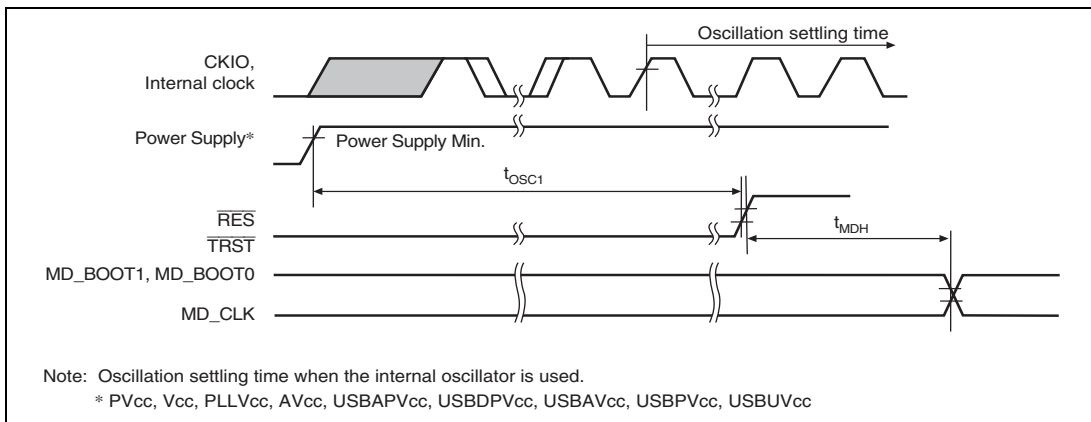 Oscillation settling time
CKIO,
Internal clock
Power Supply*
Power Supply Min.
tOSC1
RES
TRST
tMDH
MD_BOOT1, MD_BOOT0
MD_CLK
Note: Oscillation settling time when the internal oscillator is used.
* PVcc, Vcc, PLLVcc, AVcc, USBAPVcc, USBDPVcc, USBAVcc, USBPVcc, USBUVcc